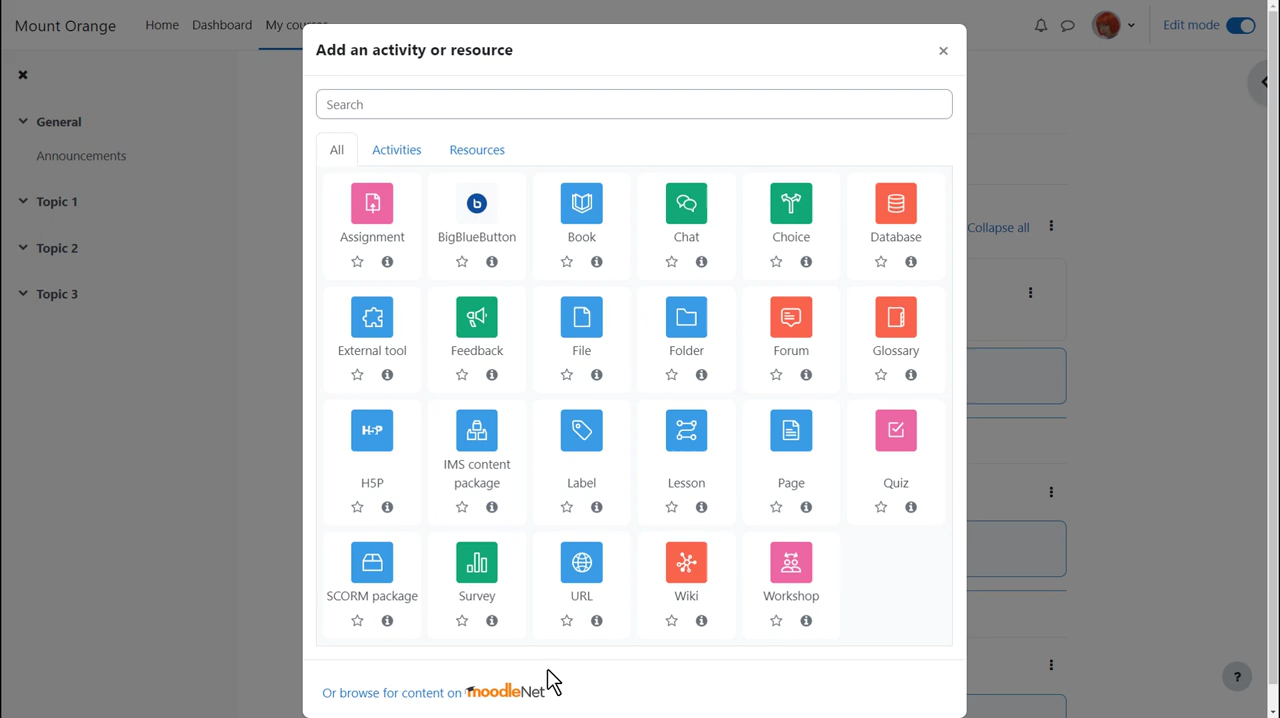 Mount Orange
Home Dashboard My cour
Edit mode
Add an activity or resource
Search
General
Announcements
Topic 1
Topic 2
Topic 3
All Activities Resources
Collapse all
Assignment BigBlueButton Book Chat Choice Database
External tool Feedback File Folder Forum Glossary
H5P
IMS content
package
H5P Label Lesson Page Quiz
SCORM package Survey URL Wiki Workshop
Or browse for content on moodleNet
?